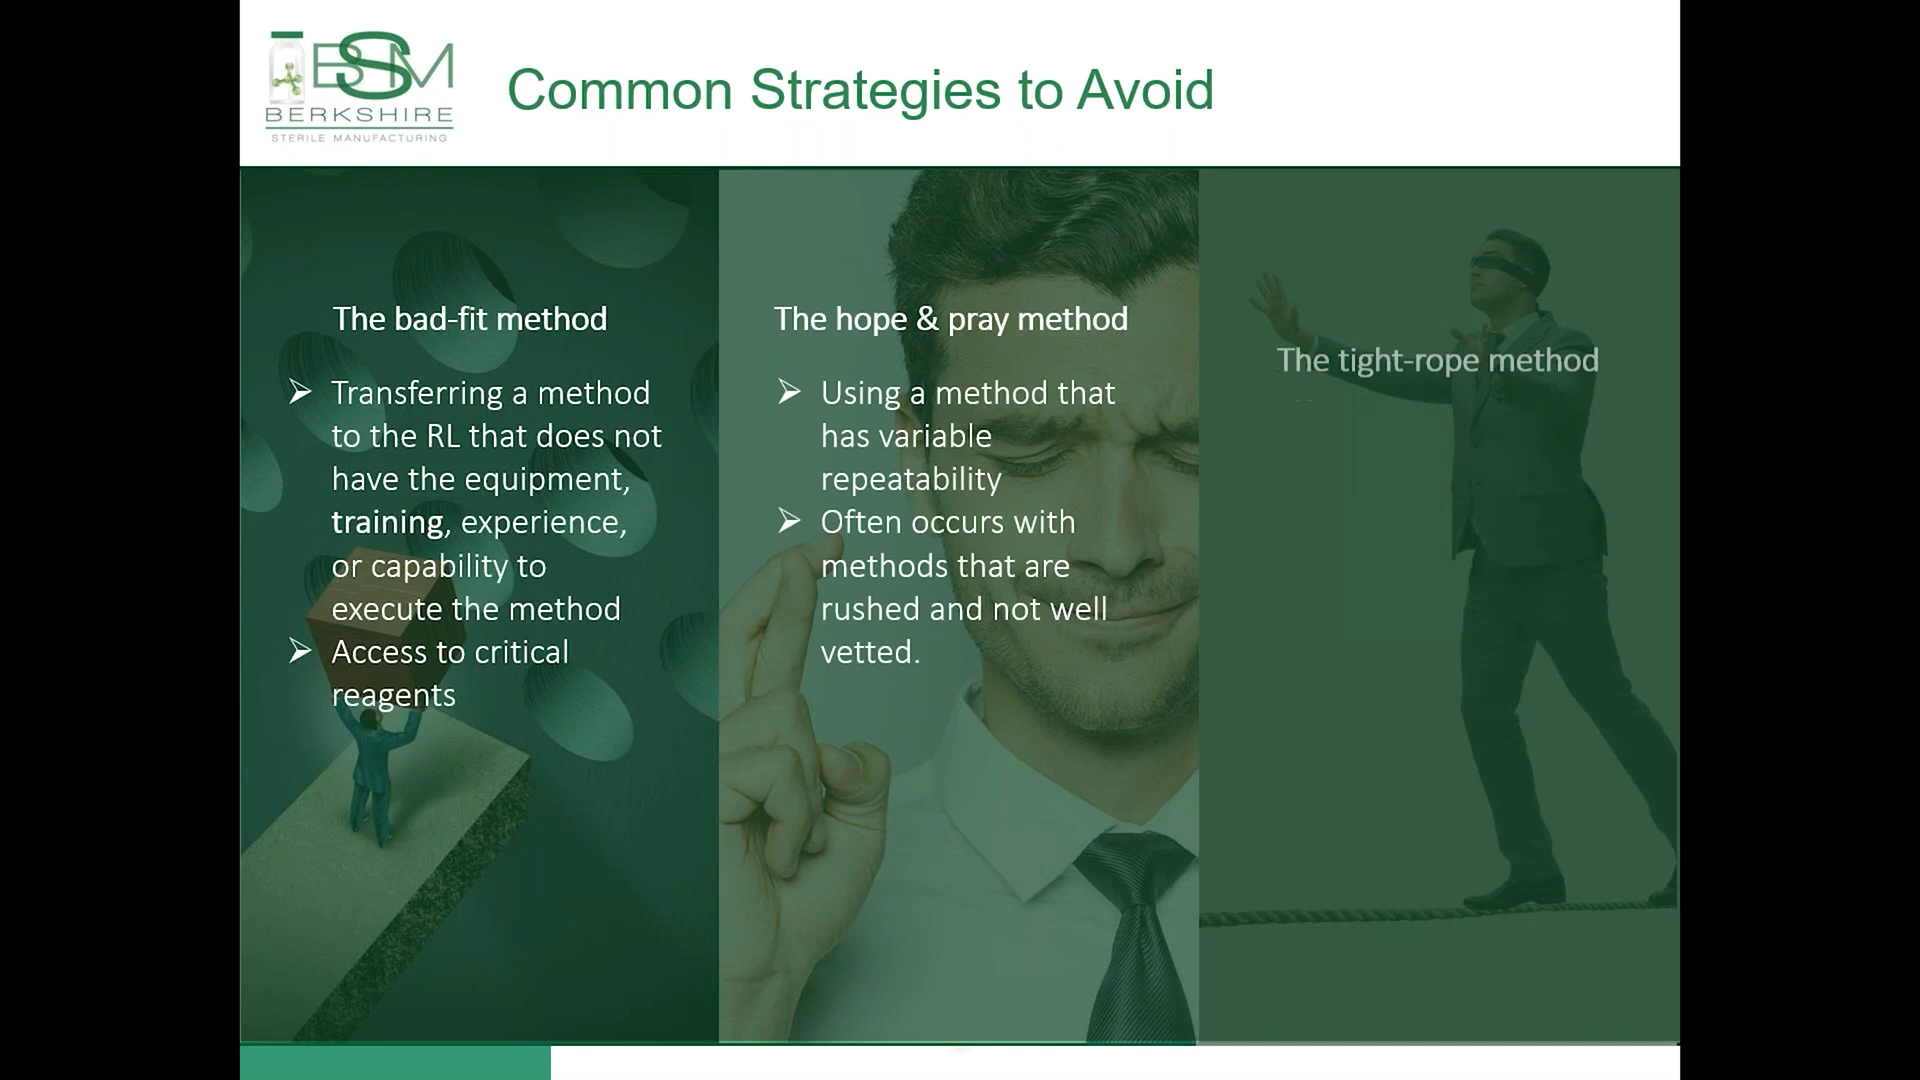 BSM
BERKSHIRE
STERILE MANUFACTURING
Common Strategies to Avoid
The bad-fit method
➢ Transferring a method
to the RL that does not
have the equipment,
training, experience,
or capability to
execute the method
➢ Access to critical
reagents
The hope & pray method
➢ Using a method that
has variable
repeatability
➢ Often occurs with
methods that are
rushed and not well
vetted.
The tight-rope method